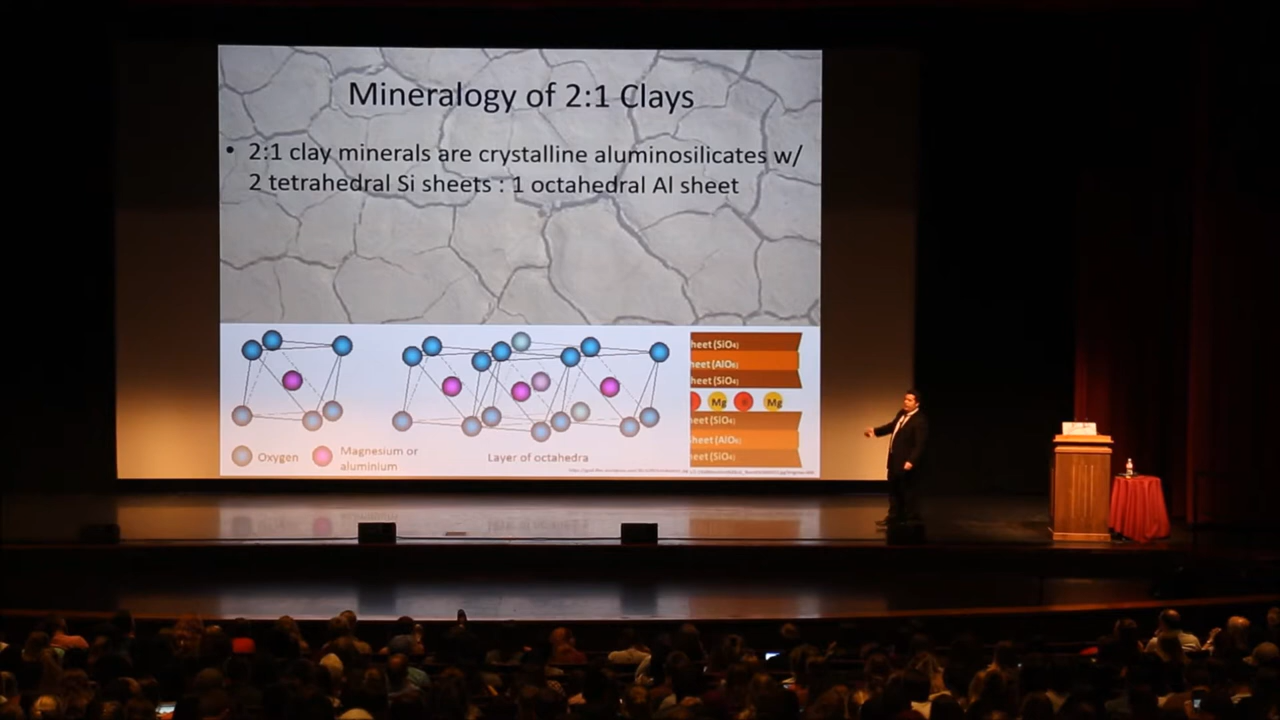 Mineralogy of 2:1 Clays
• 2:1 clay minerals are crystalline aluminosilicates w/
2 tetrahedral Si sheets : 1 octahedral Al sheet
heet (SiO₄)
heet (AlO₆)
heet (SiO₄)
Mg
Mg
eet (SiO₄)
heet (AlO₆)
eet (SiO₄)
Oxygen
Magnesium or
aluminium
Layer of octahedra